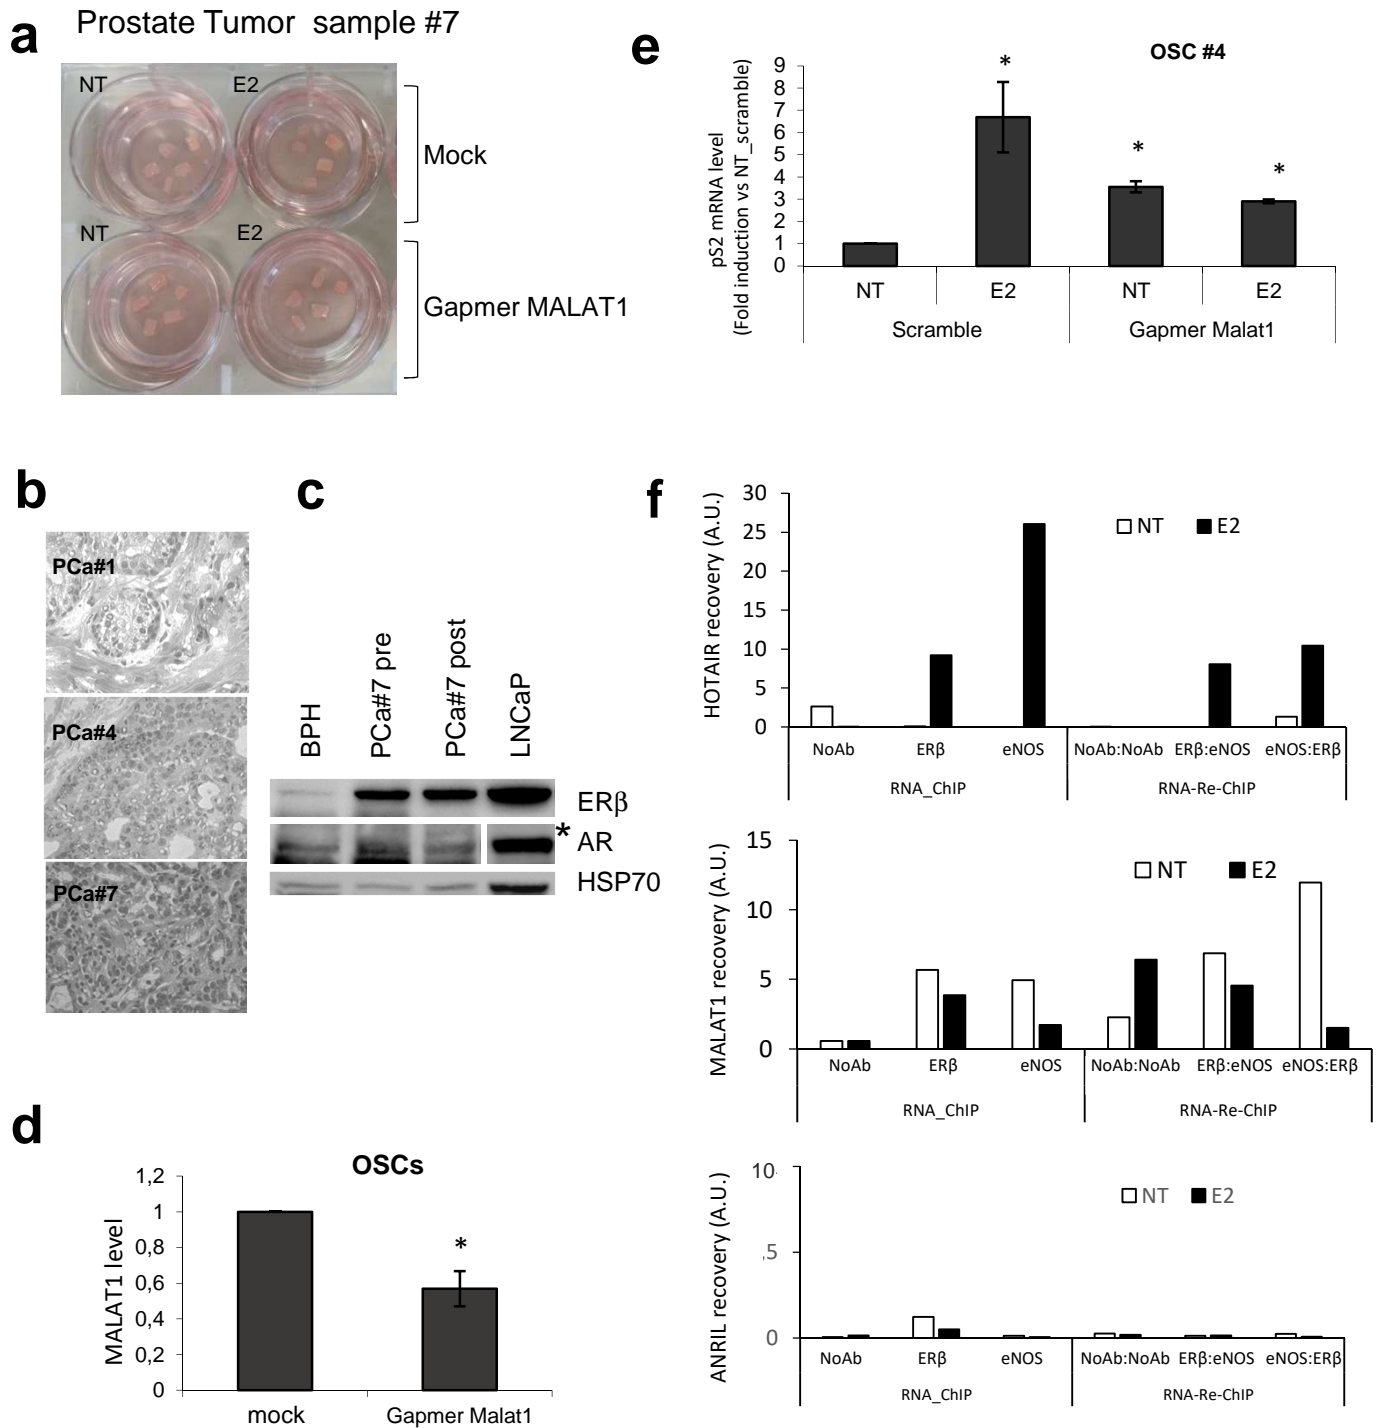 a
Prostate Tumor sample #7
NT
E2
Mock
NT
E2
Gapmer MALAT1
b
PCa#1
PCa#4
PCa#7
c
BPH
PCa#7 pre
PCa#7 post
LNCaP
ERβ
* AR
HSP70
d
OSCs
MALAT1 level
1,2
1
0,8
0,6
0,4
0,2
0
*
mock
Gapmer Malat1
e
OSC #4
pS2 mRNA level
(Fold induction vs NT_scramble)
9
8
7
6
5
4
3
2
1
0
*
*
*
NT
E2
NT
E2
Scramble
Gapmer Malat1
f
HOTAIR recovery (A.U.)
30
25
20
15
10
5
0
NT E2
NoAb ERβ eNOS NoAb:NoAb ERβ:eNOS eNOS:ERβ
RNA_ChIP RNA-Re-ChIP
MALAT1 recovery (A.U.)
15
10
5
0
NT E2
NoAb ERβ eNOS NoAb:NoAb ERβ:eNOS eNOS:ERβ
RNA_ChIP RNA-Re-ChIP
ANRIL recovery (A.U.)
10
5
0
NT E2
NoAb ERβ eNOS NoAb:NoAb ERβ:eNOS eNOS:ERβ
RNA_ChIP RNA-Re-ChIP